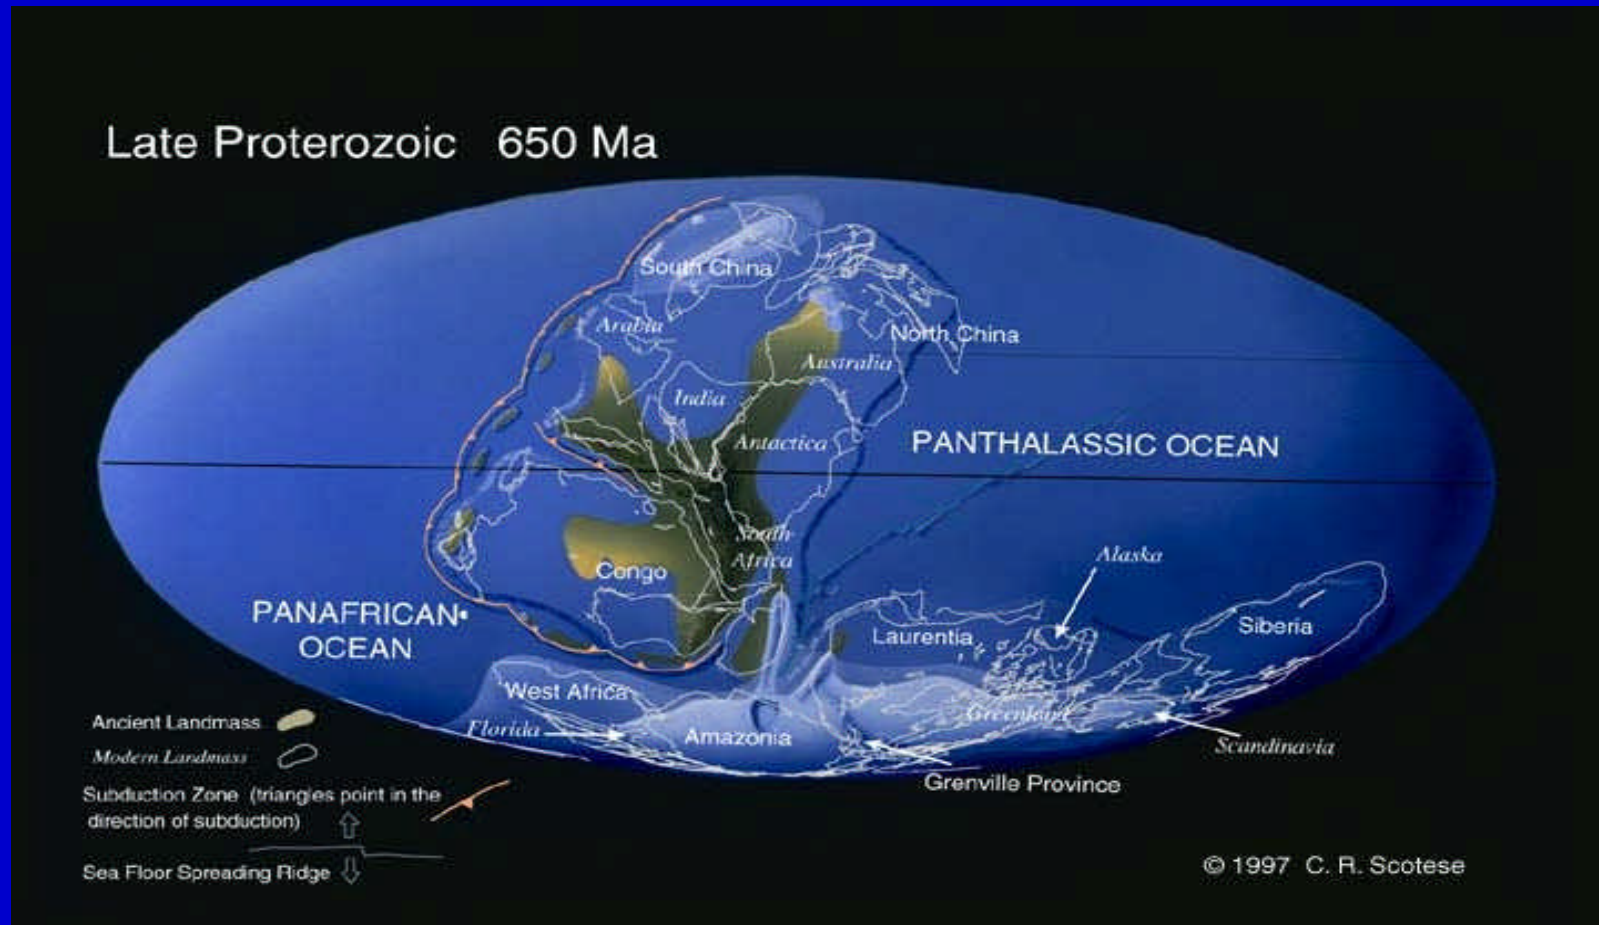 Late Proterozoic 650 Ma
South China
Arabia
North China
Australia
India
Antactica
PANTHALASSIC OCEAN
South
Africa
Alaska
Congo
PANAFRICAN
OCEAN
Laurentia
Siberia
West Africa
Greenland
Florida
Amazonia
Scandinavia
Grenville Province
Ancient Landmass
Modern Landmass
Subduction Zone (triangles point in the
direction of subduction)
Sea Floor Spreading Ridge
© 1997 C. R. Scotese